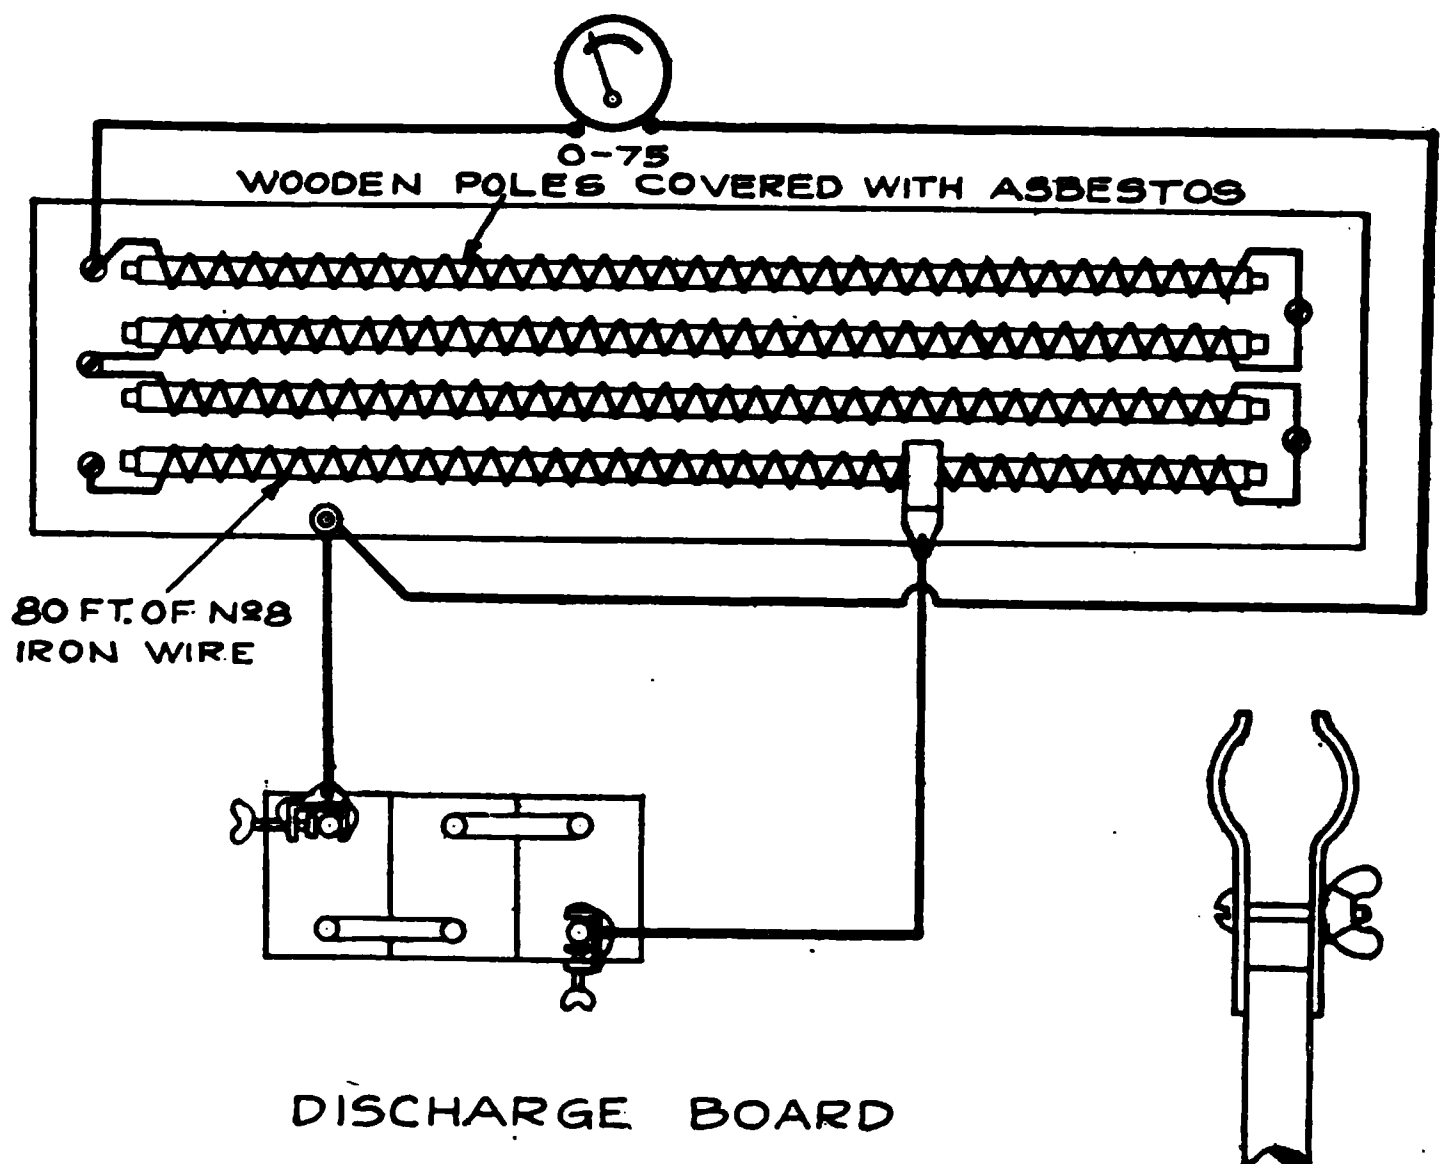 0-75
WOODEN POLES COVERED WITH ASBESTOS
80 FT. OF Nº8
IRON WIRE
DISCHARGE BOARD